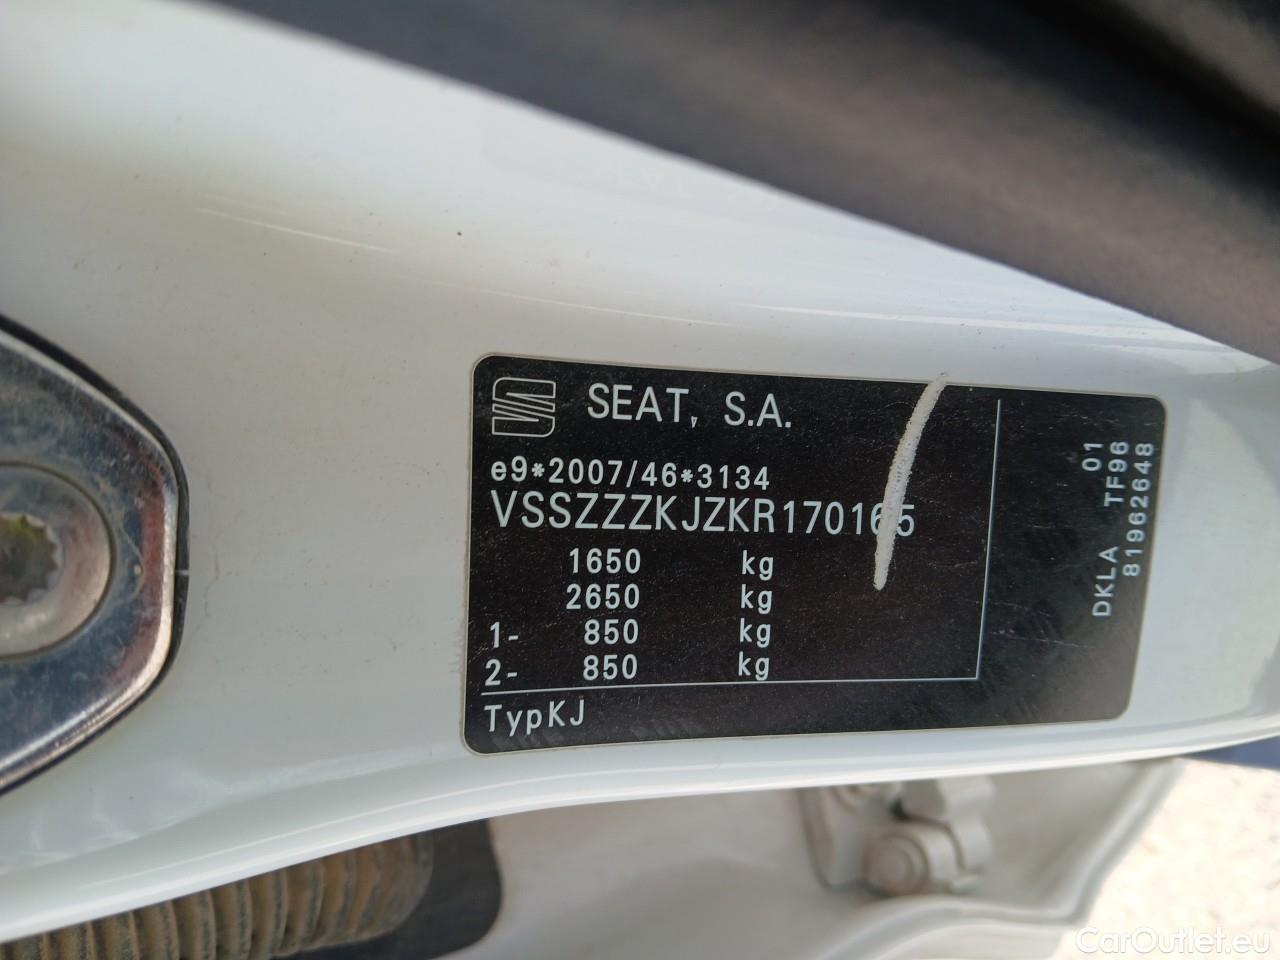 SEAT, S.A.
e9*2007/46*3134
VSSZZZKJZKR170165
1650 kg
2650 kg
1- 850 kg
2- 850 kg
TypKJ
01
DKLA TF96
81962648
CarOutlet.eu